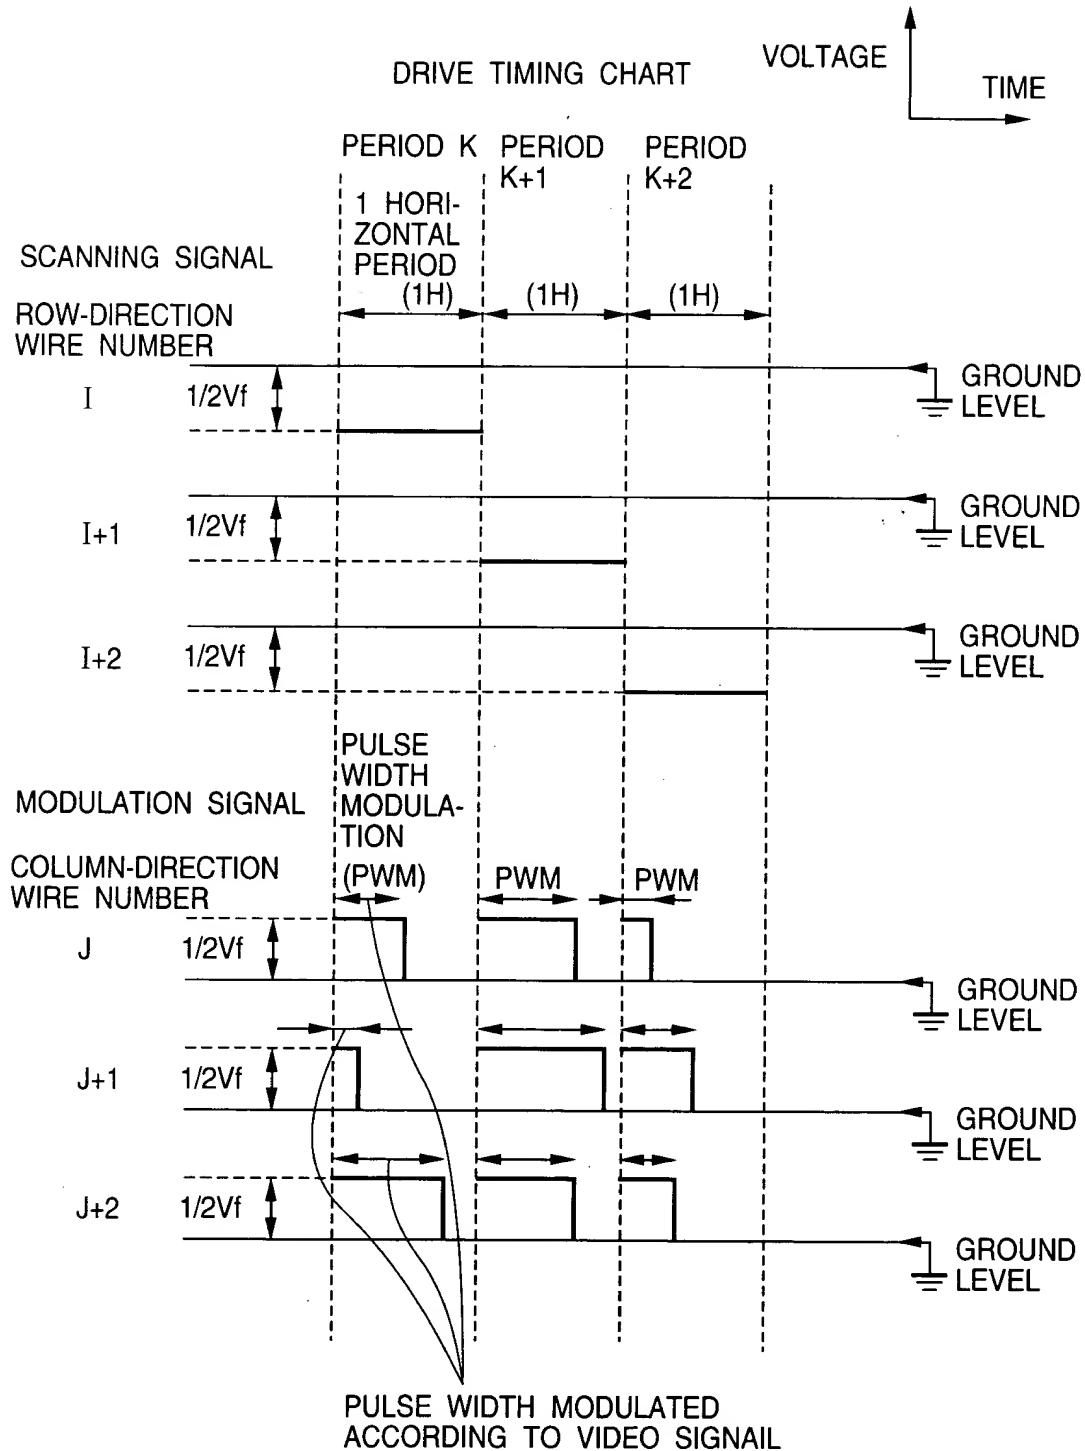 DRIVE TIMING CHART
VOLTAGE
TIME
PERIOD K
PERIOD
K+1
PERIOD
K+2
1 HORI-
ZONTAL
PERIOD
(1H)
(1H)
(1H)
SCANNING SIGNAL
ROW-DIRECTION
WIRE NUMBER
I
1/2Vf
GROUND
LEVEL
I+1
1/2Vf
GROUND
LEVEL
I+2
1/2Vf
GROUND
LEVEL
PULSE
WIDTH
MODULA-
TION
(PWM)
MODULATION SIGNAL
COLUMN-DIRECTION
WIRE NUMBER
PWM
PWM
J
1/2Vf
GROUND
LEVEL
J+1
1/2Vf
GROUND
LEVEL
J+2
1/2Vf
GROUND
LEVEL
PULSE WIDTH MODULATED
ACCORDING TO VIDEO SIGNAIL